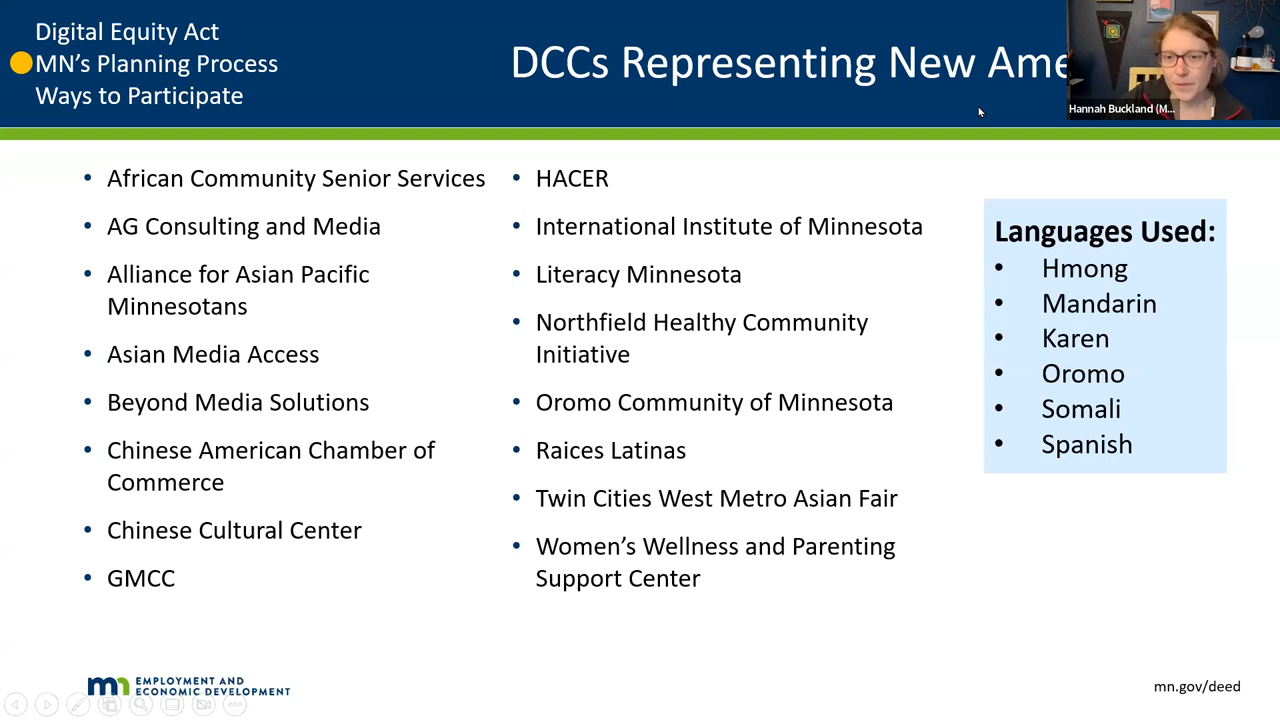 Digital Equity Act
MN's Planning Process
Ways to Participate
DCCs Representing New Ame
Hannah Buckland (M...
• African Community Senior Services
• AG Consulting and Media
• Alliance for Asian Pacific
Minnesotans
• Asian Media Access
• Beyond Media Solutions
• Chinese American Chamber of
Commerce
• Chinese Cultural Center
• GMCC
• HACER
• International Institute of Minnesota
• Literacy Minnesota
• Northfield Healthy Community
Initiative
• Oromo Community of Minnesota
• Raices Latinas
• Twin Cities West Metro Asian Fair
• Women's Wellness and Parenting
Support Center
Languages Used:
• Hmong
• Mandarin
• Karen
• Oromo
• Somali
• Spanish
mn EMPLOYMENT AND
ECONOMIC DEVELOPMENT
mn.gov/deed